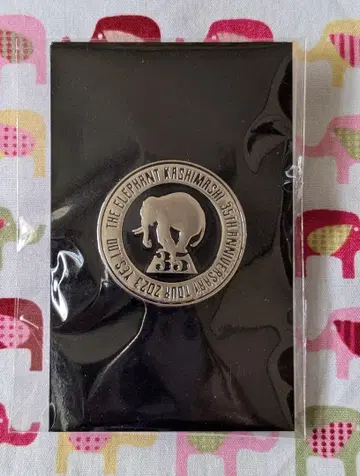 THE ELEPHANT KASHIMASHI 35TH ANNIVERSARY TOUR 2023 YES I DO
35